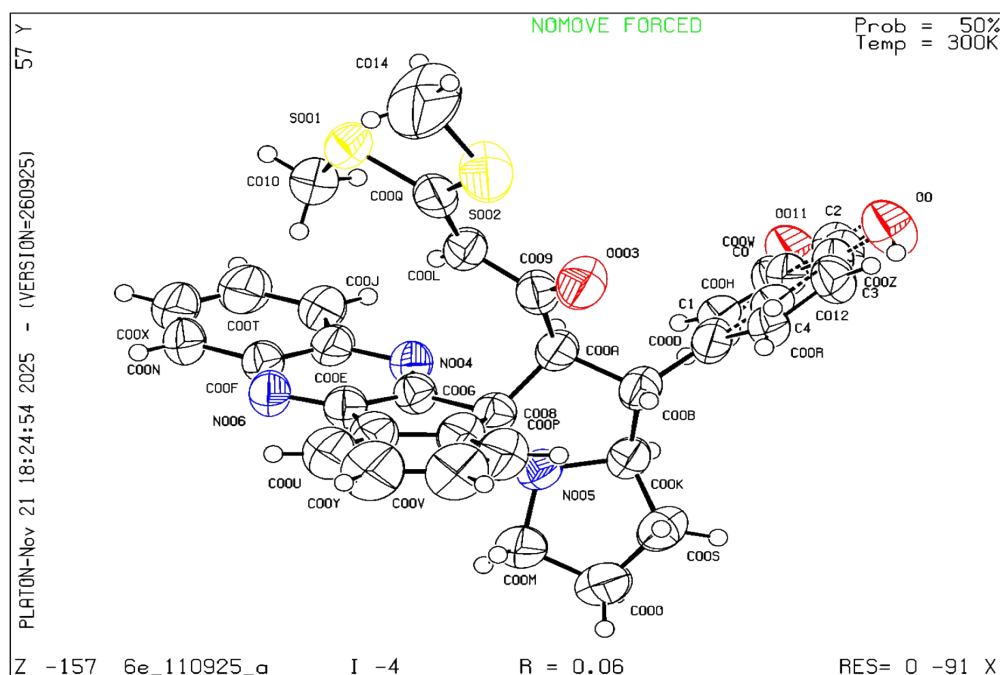 NOMOVE FORCED
Prob = 50%
Temp = 300K
PLATON-Nov 21 18:24:54 2025 - (VERSION=260925)
57 Y
C014
S001
C010
C00Q
S002
C00L
C009
O003
O011
C2
O0
C00W
C0
C00H
C00Z
C3
C1
C012
C4
C00D
C00R
C00J
C00T
C00X
C00N
N004
C00A
C00F
C00E
C00G
N006
C008
C00P
C00B
C00U
C00Y
C00V
N005
C00K
C00M
C00S
C00O
Z -157 6e_110925_a I -4 R = 0.06 RES= 0 -91 X